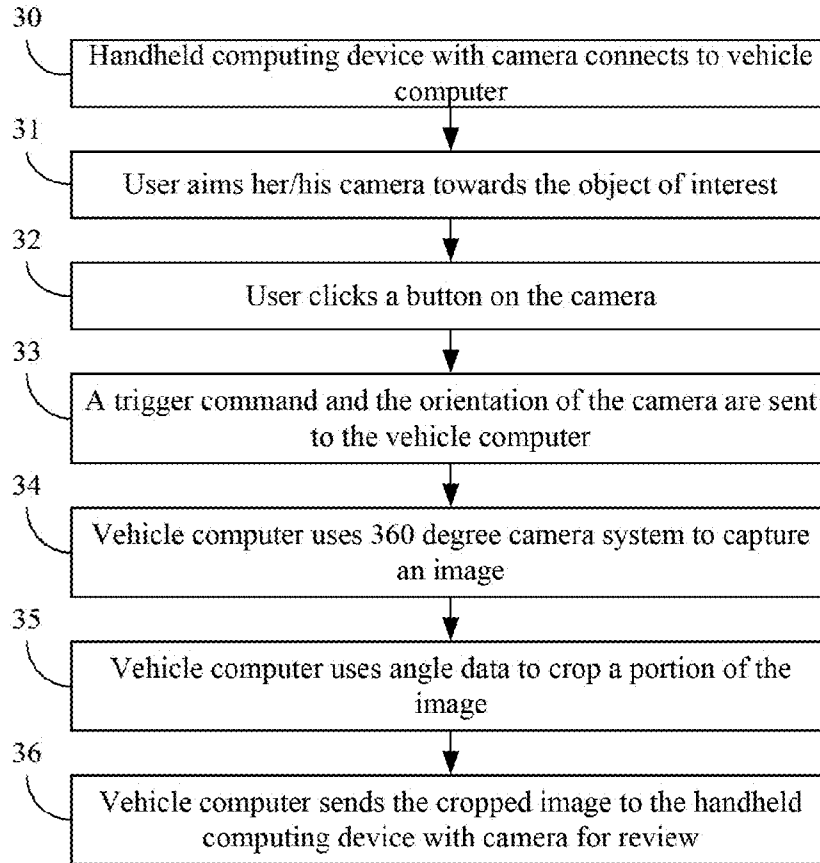 30
Handheld computing device with camera connects to vehicle
computer
31
User aims her/his camera towards the object of interest
32
User clicks a button on the camera
33
A trigger command and the orientation of the camera are sent
to the vehicle computer
34
Vehicle computer uses 360 degree camera system to capture
an image
35
Vehicle computer uses angle data to crop a portion of the
image
36
Vehicle computer sends the cropped image to the handheld
computing device with camera for review